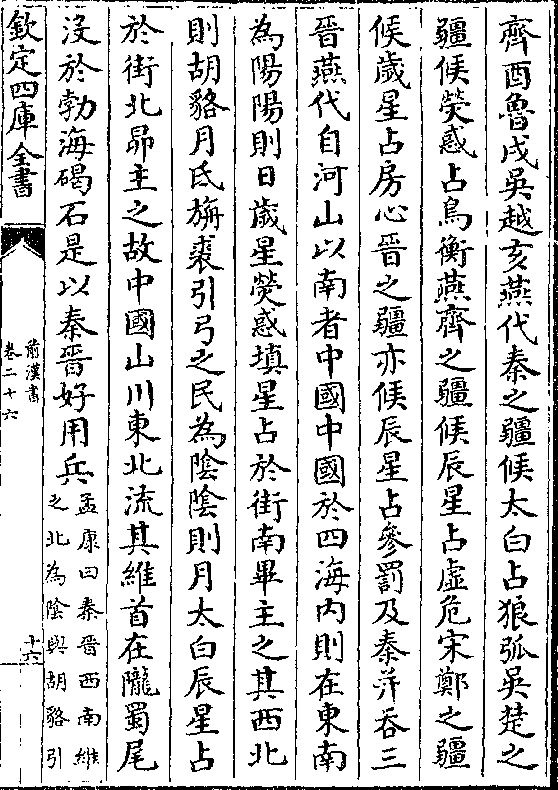 齊酉魯戌吳越亥燕代秦之疆候太白占狼弧吳楚之
疆候熒惑占鳥衡燕齊之疆候辰星占虛危宋鄭之疆
候歲星占房心晉之疆亦候辰星占參罰及秦并吞三
晉燕代自河山以南者中國中國於四海内則在東南
為陽陽則日歲星熒惑填星占於街南畢主之其西北
則胡貉月氐旃裘引弓之民為陰陰則月太白辰星占
於街北昴主之故中國山川東北流其維首在隴蜀尾
沒於勃海碣石是以秦晉好用兵
孟康曰秦晉西南維
之北為陰與胡貉引
欽定四庫全書
前漢書
卷二十六
十六